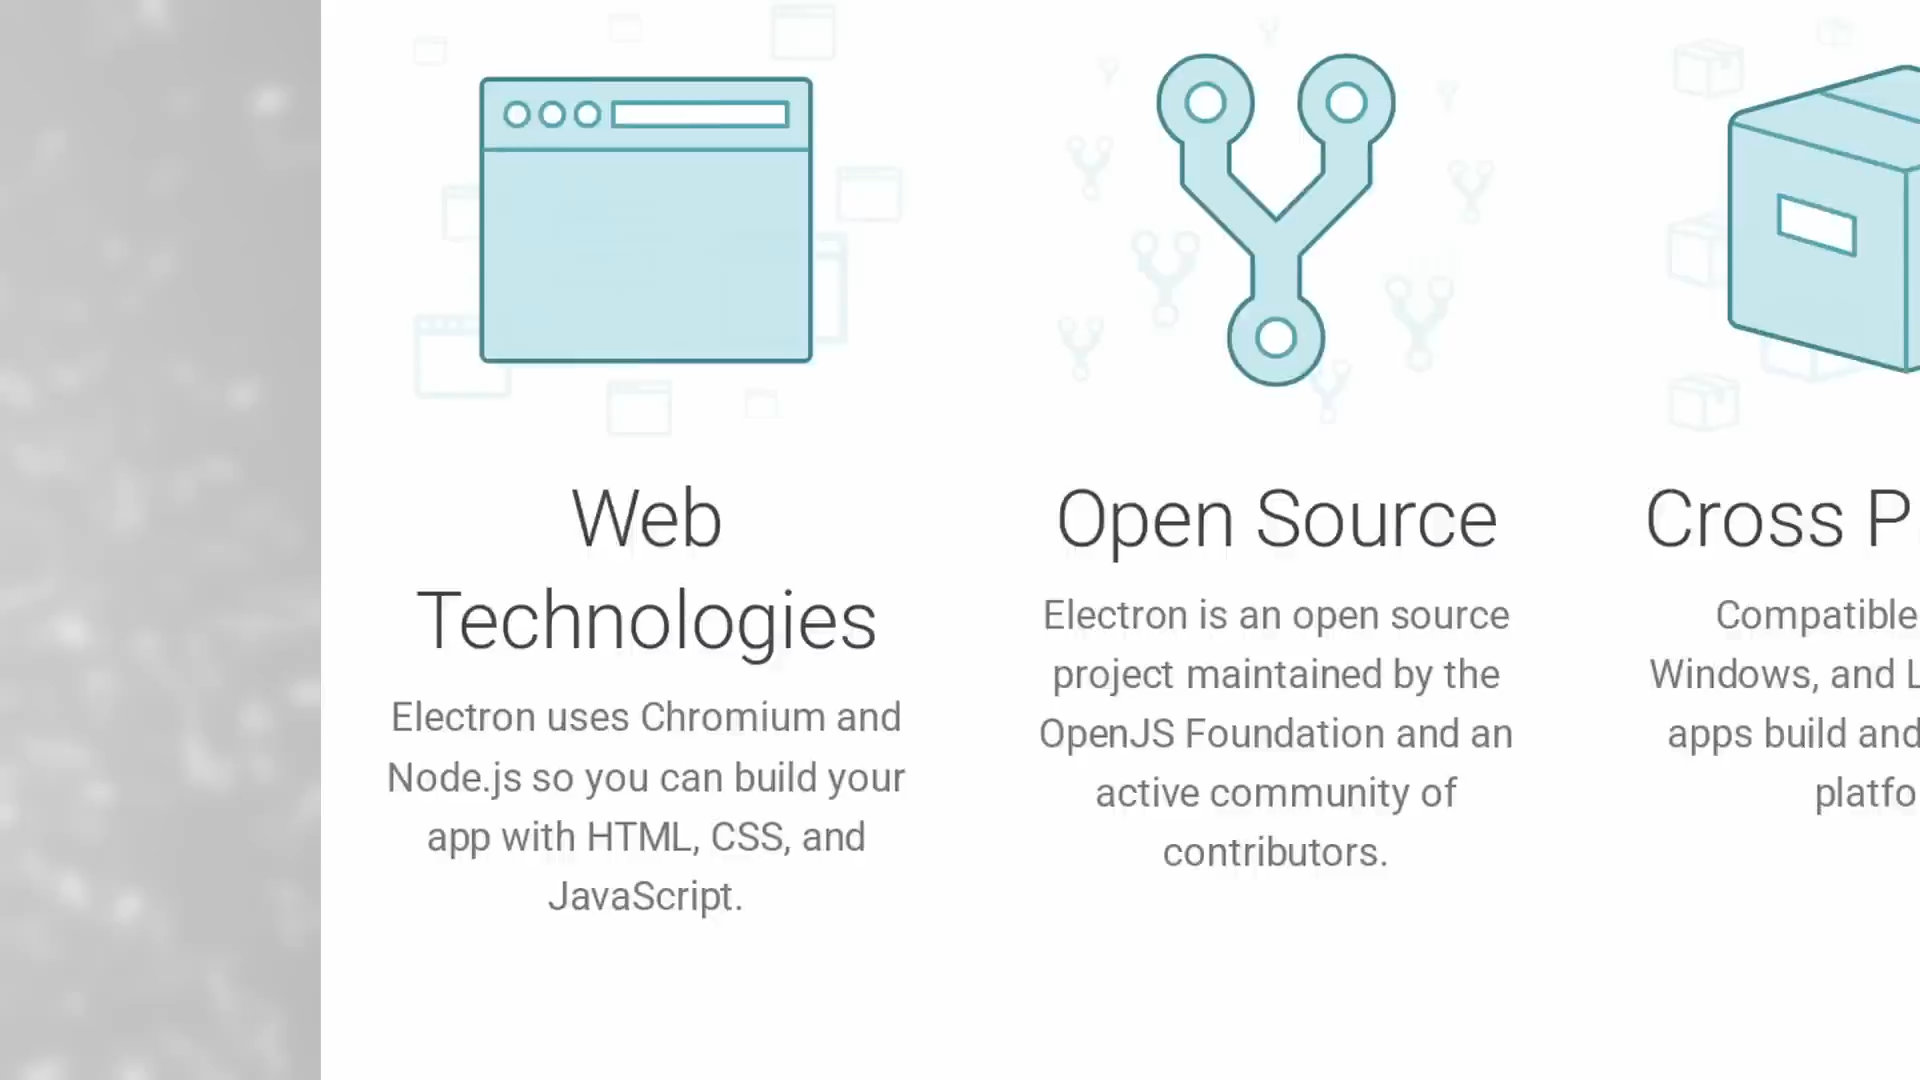 Web
Technologies
Electron uses Chromium and
Node.js so you can build your
app with HTML, CSS, and
JavaScript.
Open Source
Electron is an open source
project maintained by the
OpenJS Foundation and an
active community of
contributors.
Cross P
Compatible
Windows, and L
apps build and
platfo